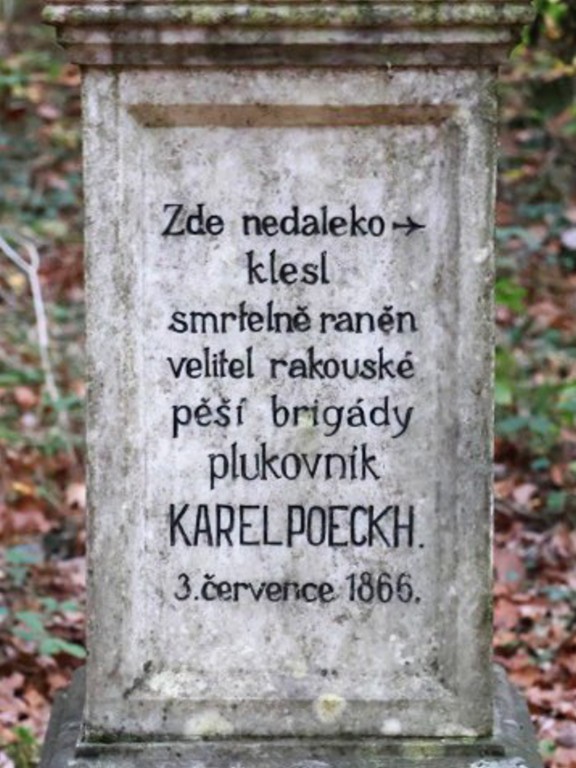 Zde nedaleko →
klesl
smrtelně raněn
velitel rakouské
pěší brigády
plukovník
KAREL POECKH.
3. července 1866.